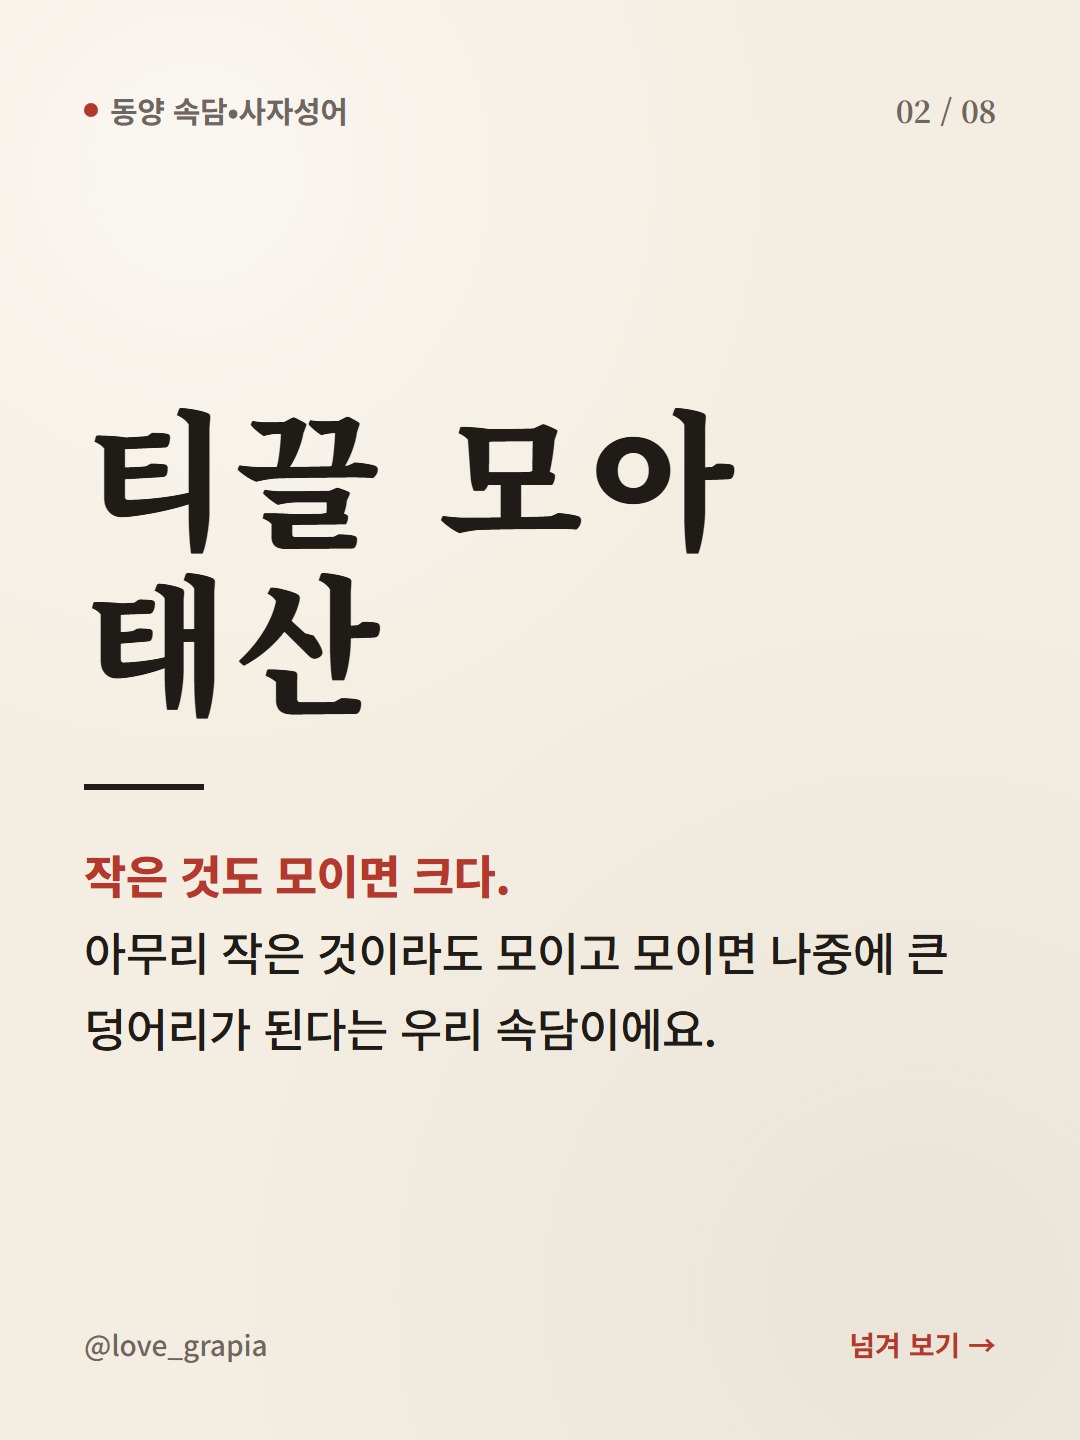 동양 속담•사자성어
02 / 08
티끌 모아
태산
작은 것도 모이면 크다.
아무리 작은 것이라도 모이고 모이면 나중에 큰
덩어리가 된다는 우리 속담이에요.
@love_grapia
넘겨 보기 →